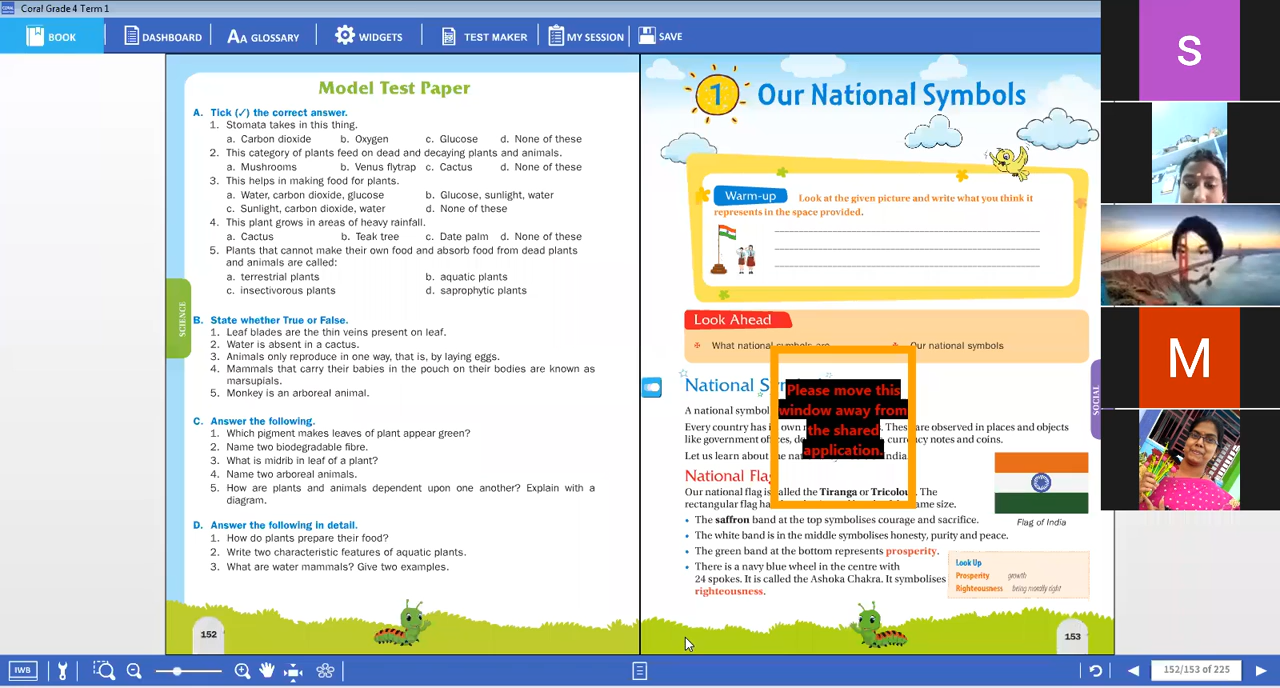 Coral Grade 4 Term 1
BOOK
DASHBOARD
AA GLOSSARY
WIDGETS
TEST MAKER
MY SESSION
SAVE
Model Test Paper
A. Tick (✓) the correct answer.
1. Stomata takes in this thing.
a. Carbon dioxide b. Oxygen c. Glucose d. None of these
2. This category of plants feed on dead and decaying plants and animals.
a. Mushrooms b. Venus flytrap c. Cactus d. None of these
3. This helps in making food for plants.
a. Water, carbon dioxide, glucose b. Glucose, sunlight, water
c. Sunlight, carbon dioxide, water d. None of these
4. This plant grows in areas of heavy rainfall.
a. Cactus b. Teak tree c. Date palm d. None of these
5. Plants that cannot make their own food and absorb food from dead plants
and animals are called:
a. terrestrial plants b. aquatic plants
c. insectivorous plants d. saprophytic plants
SCIENCE
B. State whether True or False.
1. Leaf blades are the thin veins present on leaf.
2. Water is absent in a cactus.
3. Animals only reproduce in one way, that is, by laying eggs.
4. Mammals that carry their babies in the pouch on their bodies are known as
marsupials.
5. Monkey is an arboreal animal.
C. Answer the following.
1. Which pigment makes leaves of plant appear green?
2. Name two biodegradable fibre.
3. What is midrib in leaf of a plant?
4. Name two arboreal animals.
5. How are plants and animals dependent upon one another? Explain with a
diagram.
D. Answer the following in detail.
1. How do plants prepare their food?
2. Write two characteristic features of aquatic plants.
3. What are water mammals? Give two examples.
152
1 Our National Symbols
Warm-up Look at the given picture and write what you think it
represents in the space provided.
Look Ahead
What national symbols are Our national symbols
National
A national symbol
Every country has its own These are observed in places and objects
like government offices, currency notes and coins.
Let us learn about the India
National Flag
Our national flag is called the Tiranga or Tricolour. The
rectangular flag size.
• The saffron band at the top symbolises courage and sacrifice.
• The white band is in the middle symbolises honesty, purity and peace.
• The green band at the bottom represents prosperity.
• There is a navy blue wheel in the centre with
24 spokes. It is called the Ashoka Chakra. It symbolises
righteousness.
Please move this
window away from
the shared
application.
Flag of India
Look Up
Prosperity growth
Righteousness being morally right
SOCIAL
153
S
M
IWB
152/153 of 225